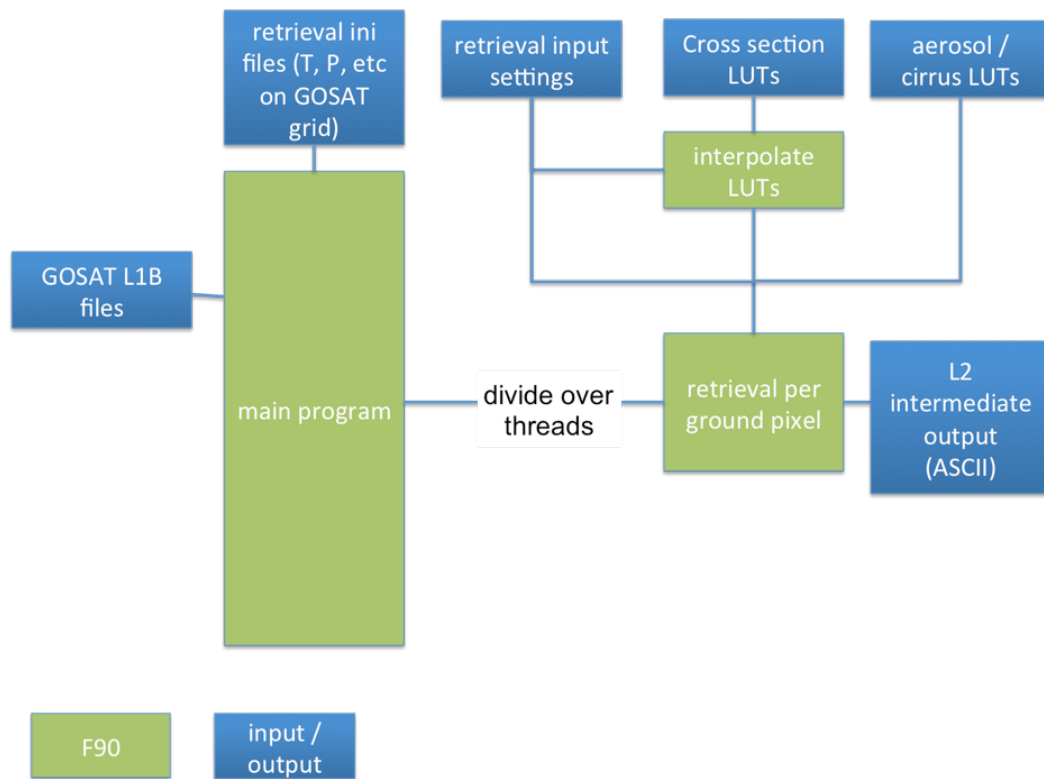 retrieval ini
files (T, P, etc
on GOSAT
grid)
retrieval input
settings
Cross section
LUTs
aerosol /
cirrus LUTs
interpolate
LUTs
GOSAT L1B
files
main program
divide over
threads
retrieval per
ground pixel
L2
intermediate
output
(ASCII)
F90
input /
output